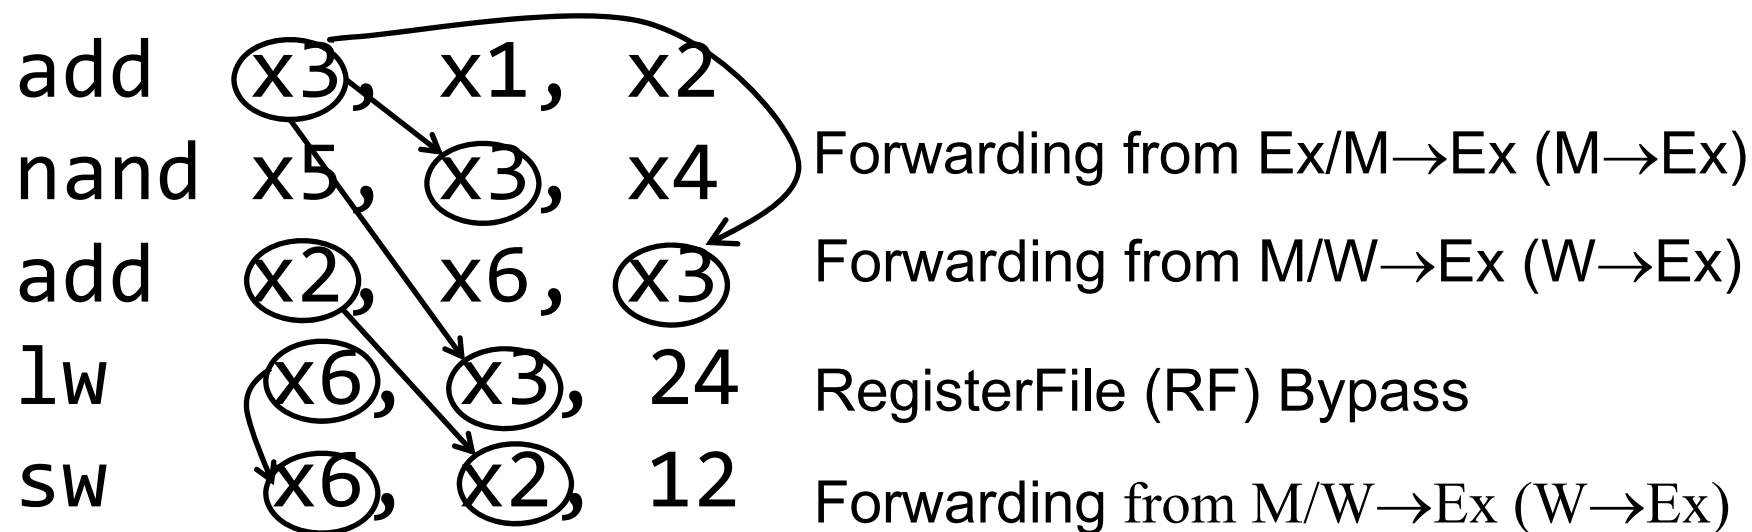 add x3, x1, x2
nand x5, x3, x4 Forwarding from Ex/M→Ex (M→Ex)
add x2, x6, x3 Forwarding from M/W→Ex (W→Ex)
lw x6, x3, 24 RegisterFile (RF) Bypass
sw x6, x2, 12 Forwarding from M/W→Ex (W→Ex)